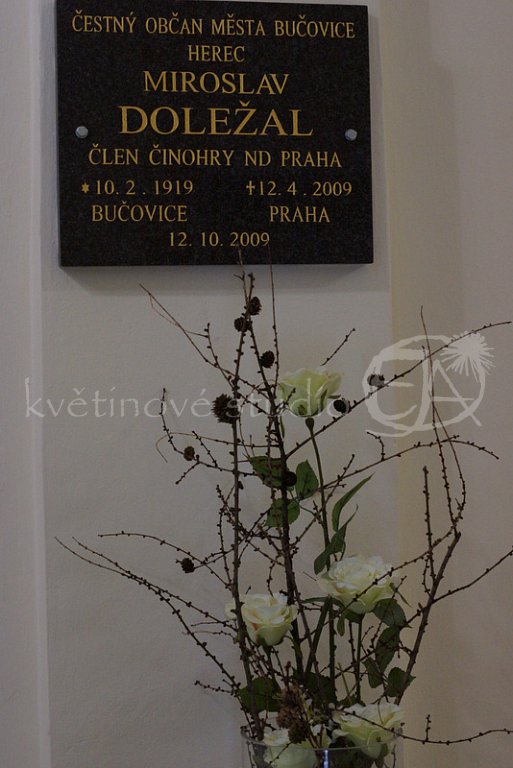 ČESTNÝ OBČAN MĚSTA BUČOVICE
HEREC
MIROSLAV
DOLEŽAL
ČLEN ČINOHRY ND PRAHA
✶10. 2. 1919 ✝12. 4. 2009
BUČOVICE PRAHA
12. 10. 2009
květinové studio